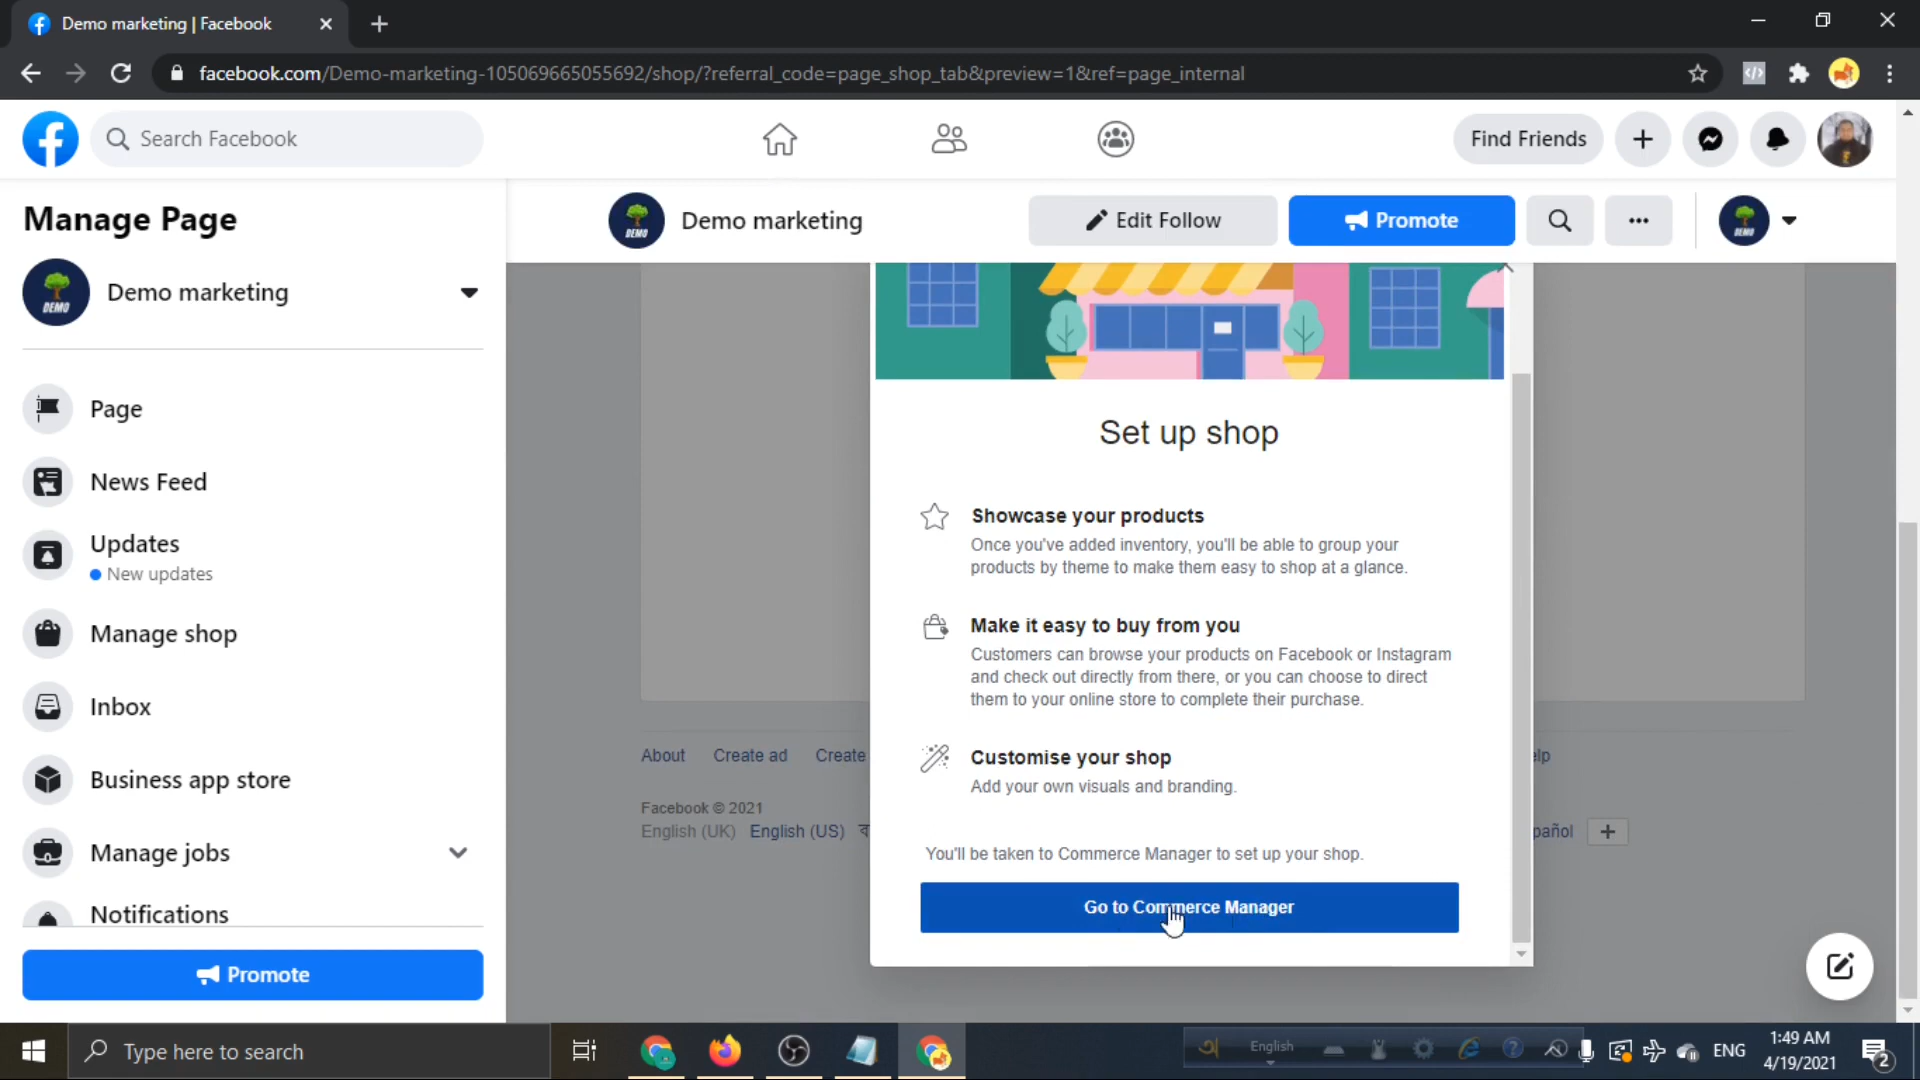 Demo marketing | Facebook
facebook.com/Demo-marketing-105069665055692/shop/?referral_code=page_shop_tab&preview=1&ref=page_internal
Search Facebook
Find Friends
Manage Page
Demo marketing
Edit Follow
Promote
DEMO
Demo marketing
Page
News Feed
Updates
New updates
Manage shop
Inbox
Business app store
Manage jobs
Notifications
Promote
Set up shop
Showcase your products
Once you've added inventory, you'll be able to group your
products by theme to make them easy to shop at a glance.
Make it easy to buy from you
Customers can browse your products on Facebook or Instagram
and check out directly from there, or you can choose to direct
them to your online store to complete their purchase.
Customise your shop
Add your own visuals and branding.
You'll be taken to Commerce Manager to set up your shop.
Go to Commerce Manager
About Create ad Create
Facebook © 2021
English (UK) English (US)
Type here to search
English
ENG
1:49 AM
4/19/2021
2